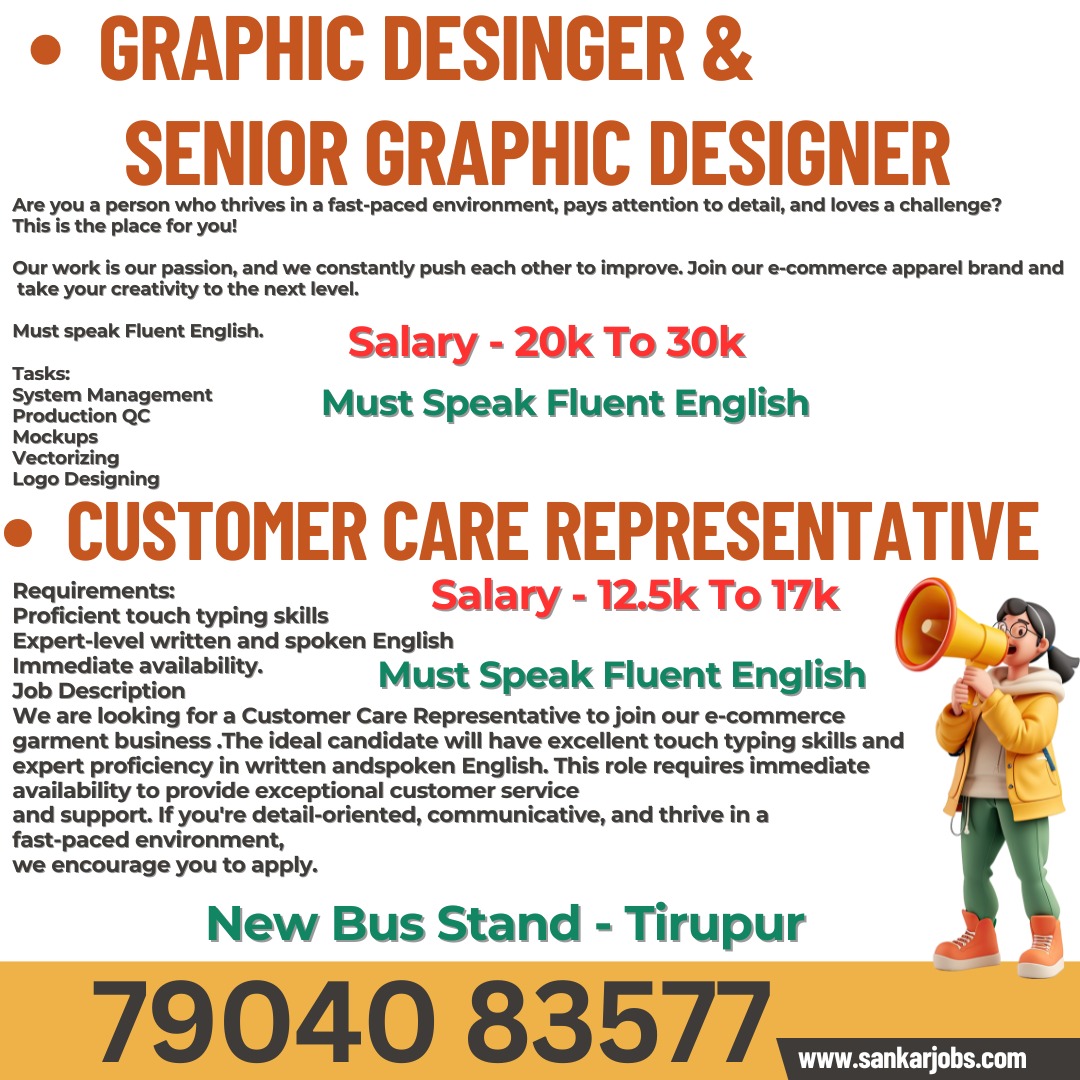 • GRAPHIC DESINGER &
SENIOR GRAPHIC DESIGNER
Are you a person who thrives in a fast-paced environment, pays attention to detail, and loves a challenge?
This is the place for you!
Our work is our passion, and we constantly push each other to improve. Join our e-commerce apparel brand and
take your creativity to the next level.
Must speak Fluent English.
Salary - 20k To 30k
Must Speak Fluent English
Tasks:
System Management
Production QC
Mockups
Vectorizing
Logo Designing
• CUSTOMER CARE REPRESENTATIVE
Salary - 12.5k To 17k
Requirements:
Proficient touch typing skills
Expert-level written and spoken English
Immediate availability.
Must Speak Fluent English
Job Description
We are looking for a Customer Care Representative to join our e-commerce
garment business .The ideal candidate will have excellent touch typing skills and
expert proficiency in written andspoken English. This role requires immediate
availability to provide exceptional customer service
and support. If you're detail-oriented, communicative, and thrive in a
fast-paced environment,
we encourage you to apply.
New Bus Stand - Tirupur
79040 83577
www.sankarjobs.com